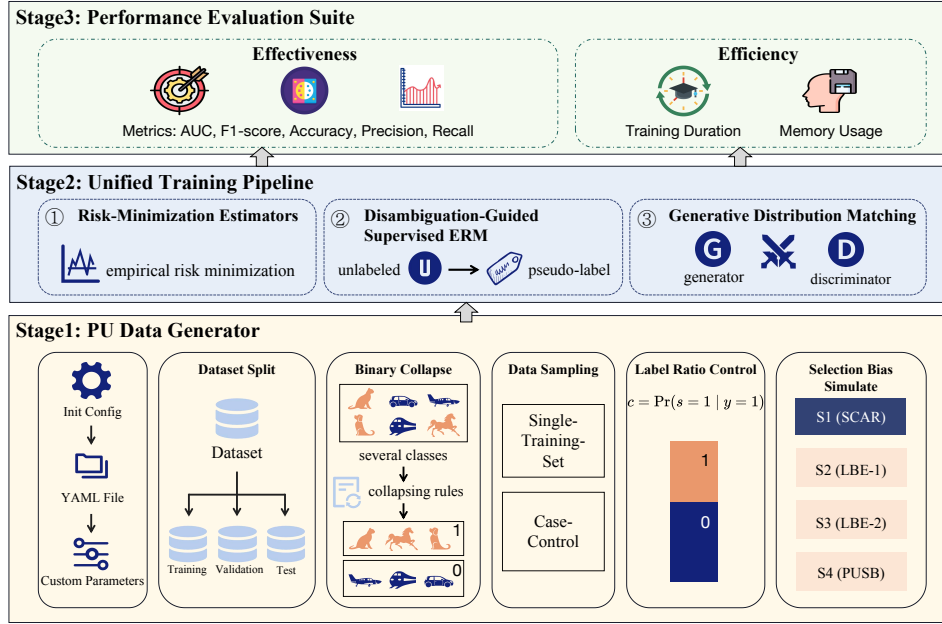 Stage3: Performance Evaluation Suite
Effectiveness
Metrics: AUC, F1-score, Accuracy, Precision, Recall
Efficiency
Training Duration
Memory Usage
Stage2: Unified Training Pipeline
①
Risk-Minimization Estimators
empirical risk minimization
②
Disambiguation-Guided
Supervised ERM
unlabeled
U
pseudo-label
③
Generative Distribution Matching
G
D
generator
discriminator
Stage1: PU Data Generator
Init Config
YAML File
Custom Parameters
Dataset Split
Dataset
Training
Validation
Test
Binary Collapse
several classes
collapsing rules
1
0
Data Sampling
Single-
Training-
Set
Case-
Control
Label Ratio Control
c = Pr(s = 1 | y = 1)
1
0
Selection Bias
Simulate
S1 (SCAR)
S2 (LBE-1)
S3 (LBE-2)
S4 (PUSB)